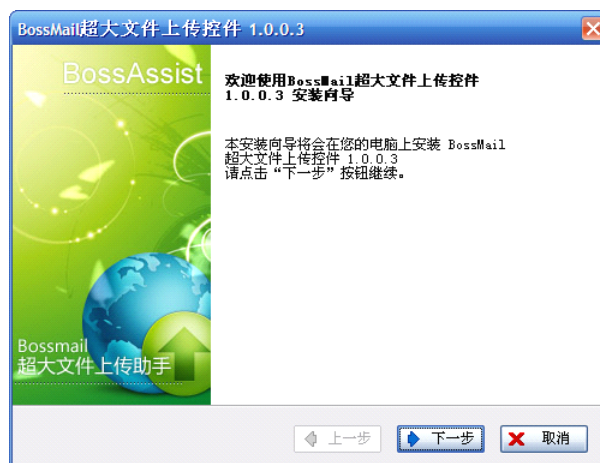 BossMail超大文件上传控件 1.0.0.3
BossAssist
欢迎使用BossMail超大文件上传控件
1.0.0.3 安装向导
本安装向导将会在您的电脑上安装 BossMail
超大文件上传控件 1.0.0.3
请点击“下一步”按钮继续。
Bossmail
超大文件上传助手
上一步
下一步
取消